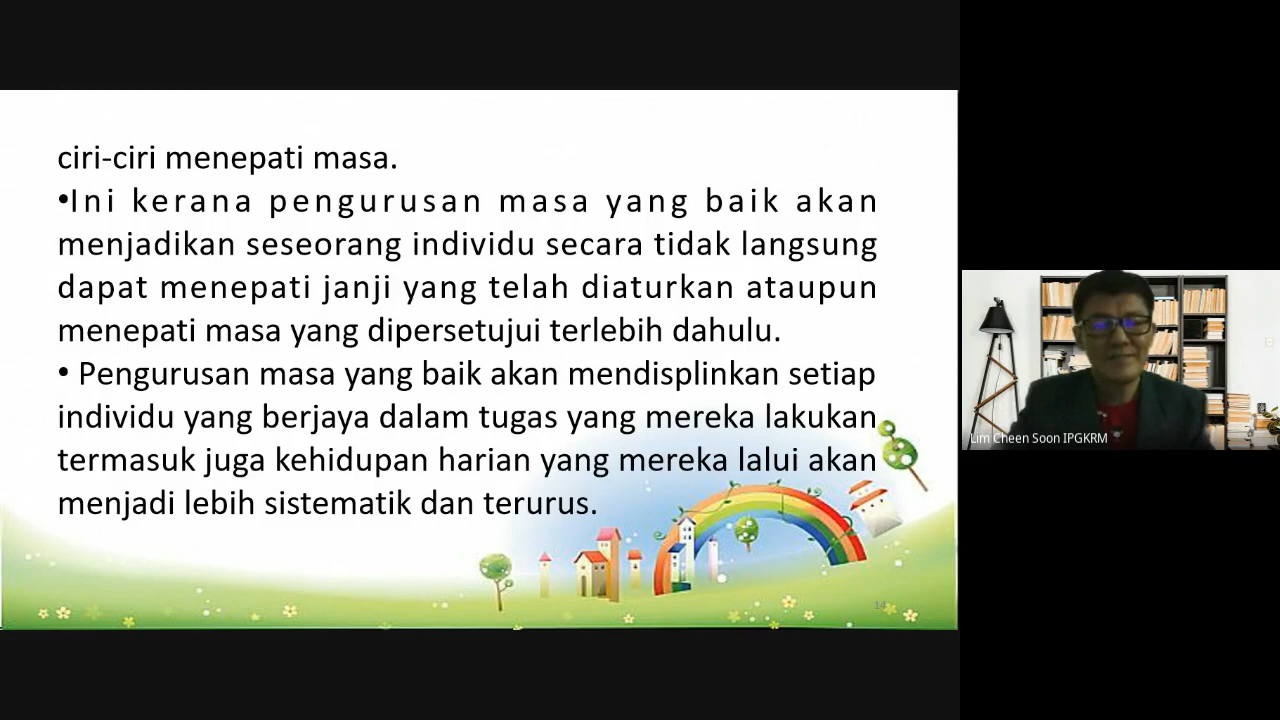 ciri-ciri menepati masa.
•Ini kerana pengurusan masa yang baik akan
menjadikan seseorang individu secara tidak langsung
dapat menepati janji yang telah diaturkan ataupun
menepati masa yang dipersetujui terlebih dahulu.
• Pengurusan masa yang baik akan mendisplinkan setiap
individu yang berjaya dalam tugas yang mereka lakukan
termasuk juga kehidupan harian yang mereka lalui akan
menjadi lebih sistematik dan terurus.
14
Lim Cheen Soon IPGKRM